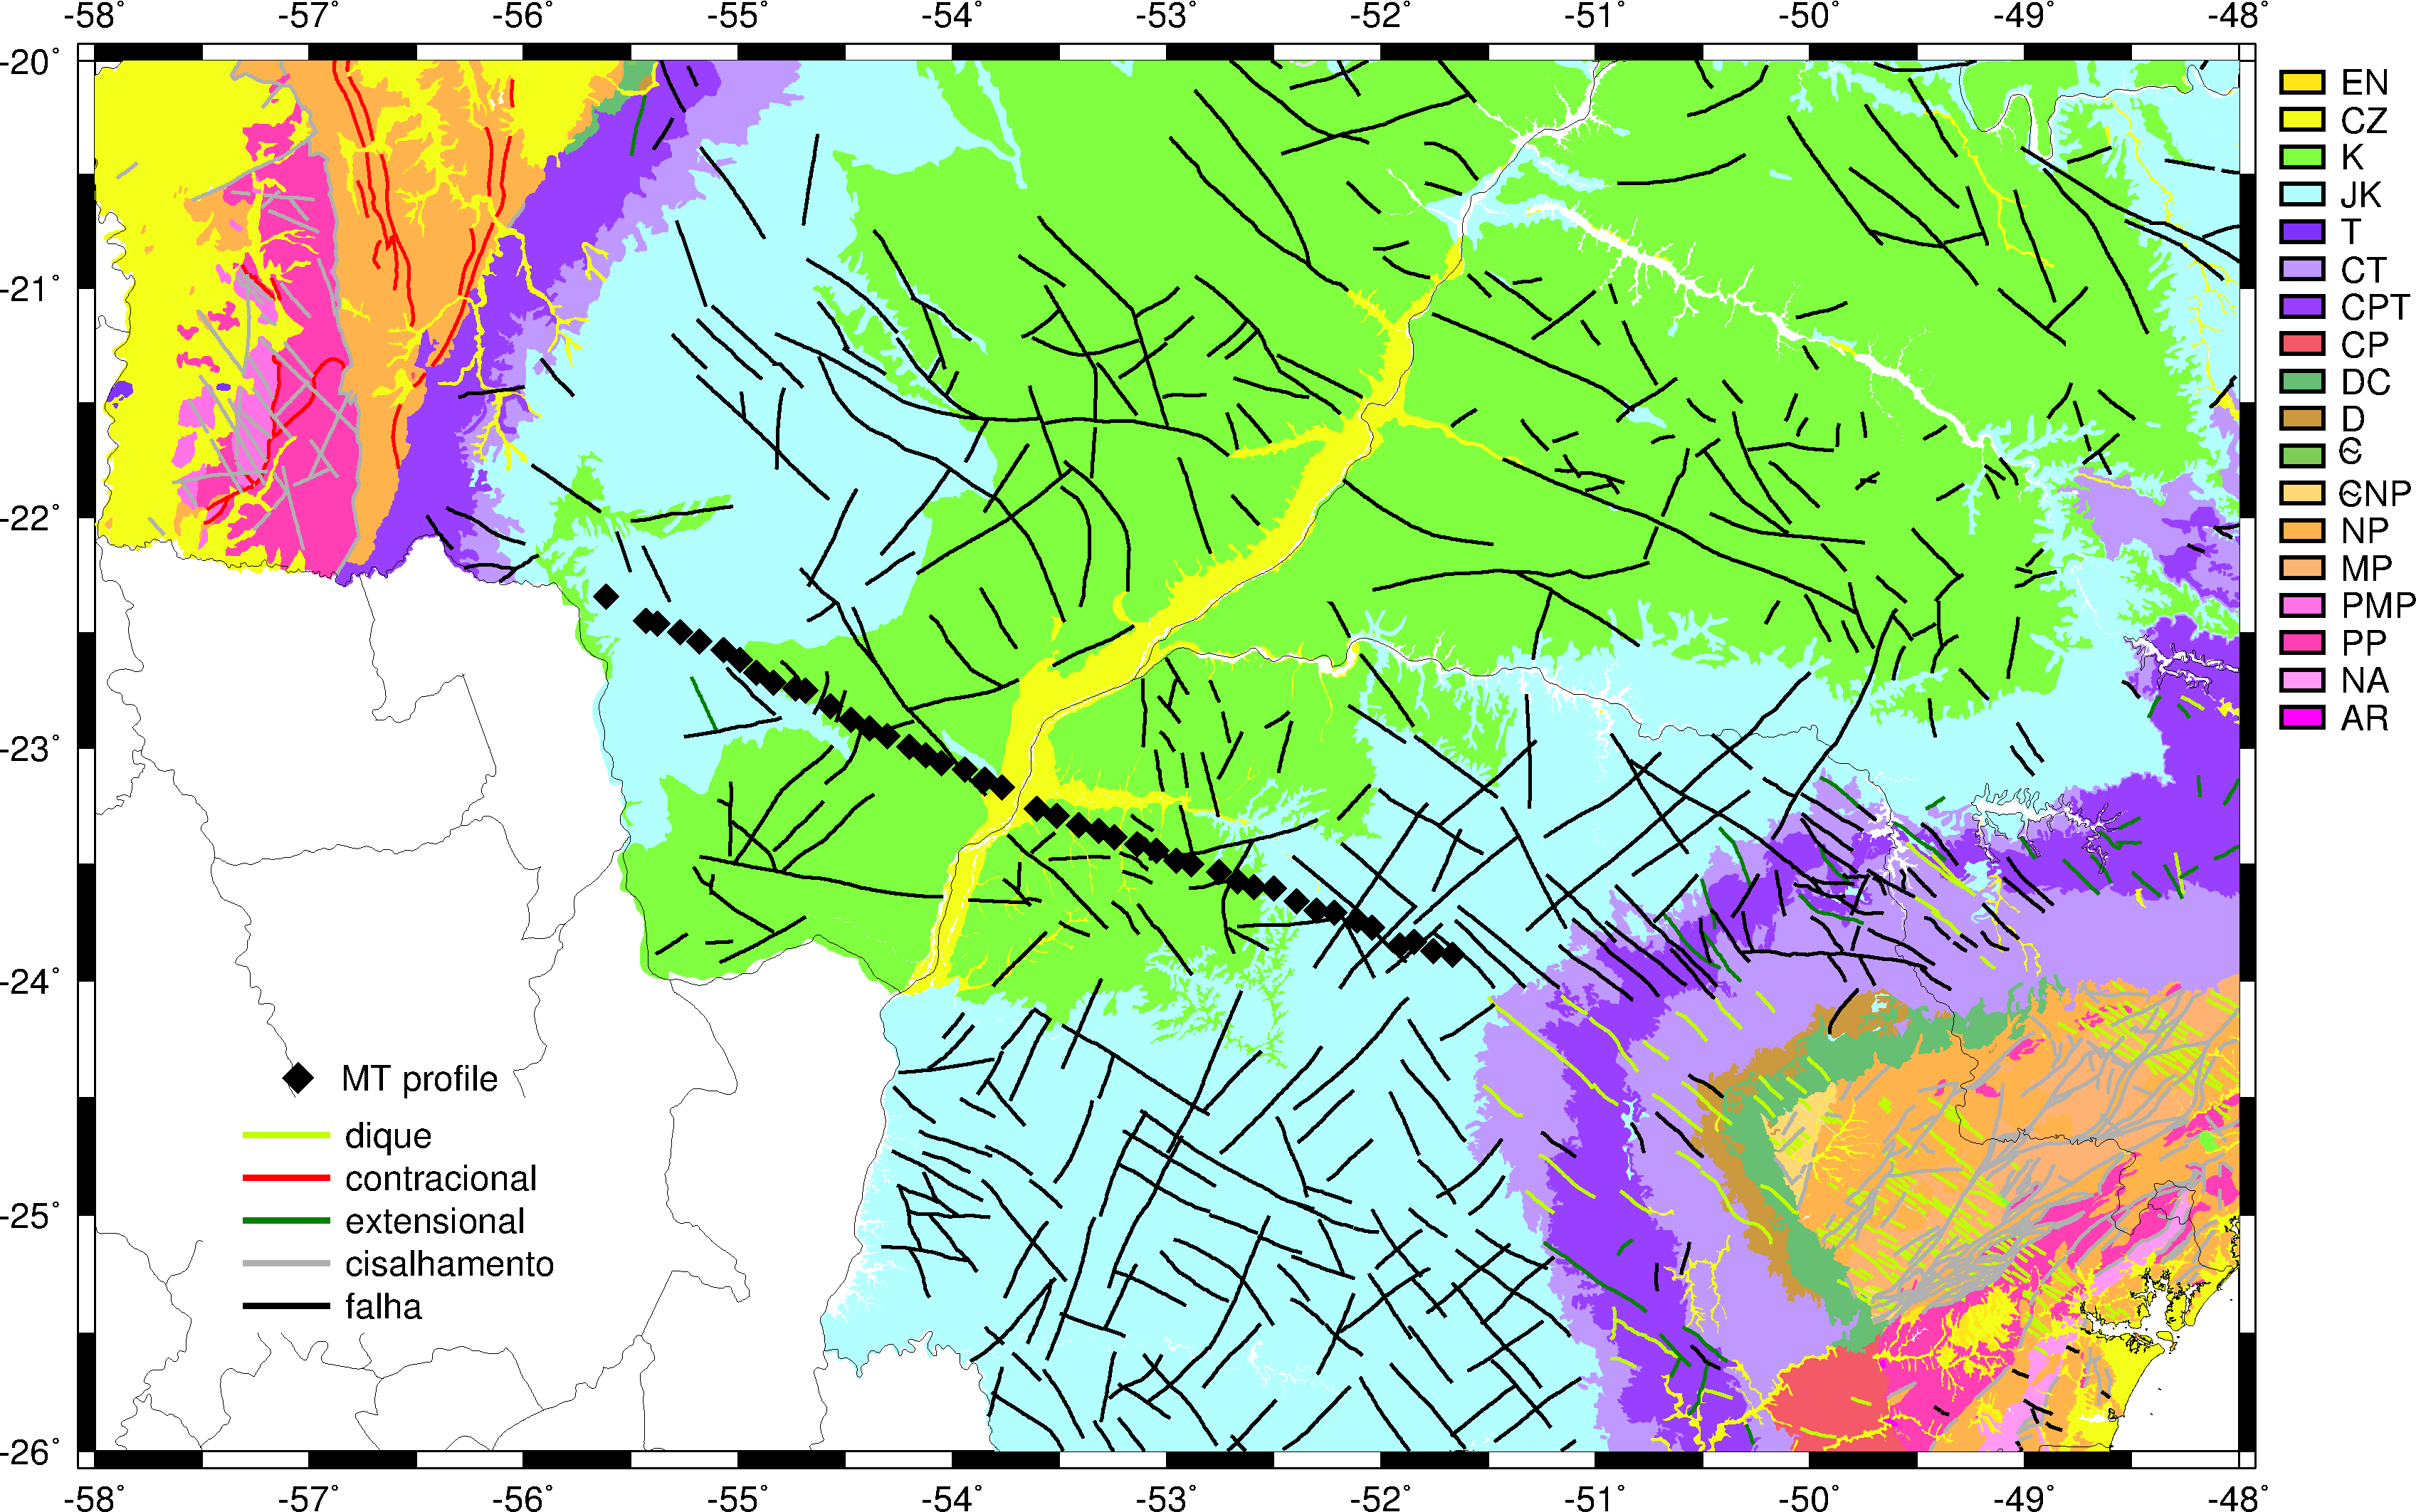 -58° -57° -56° -55° -54° -53° -52° -51° -50° -49° -48°
-20°
-21°
-22°
-23°
-24°
-25°
-26°
EN
CZ
K
JK
T
CT
CPT
CP
DC
D
Ꞓ
ꞒNP
NP
MP
PMP
PP
NA
AR
MT profile
dique
contracional
extensional
cisalhamento
falha
-58° -57° -56° -55° -54° -53° -52° -51° -50° -49° -48°